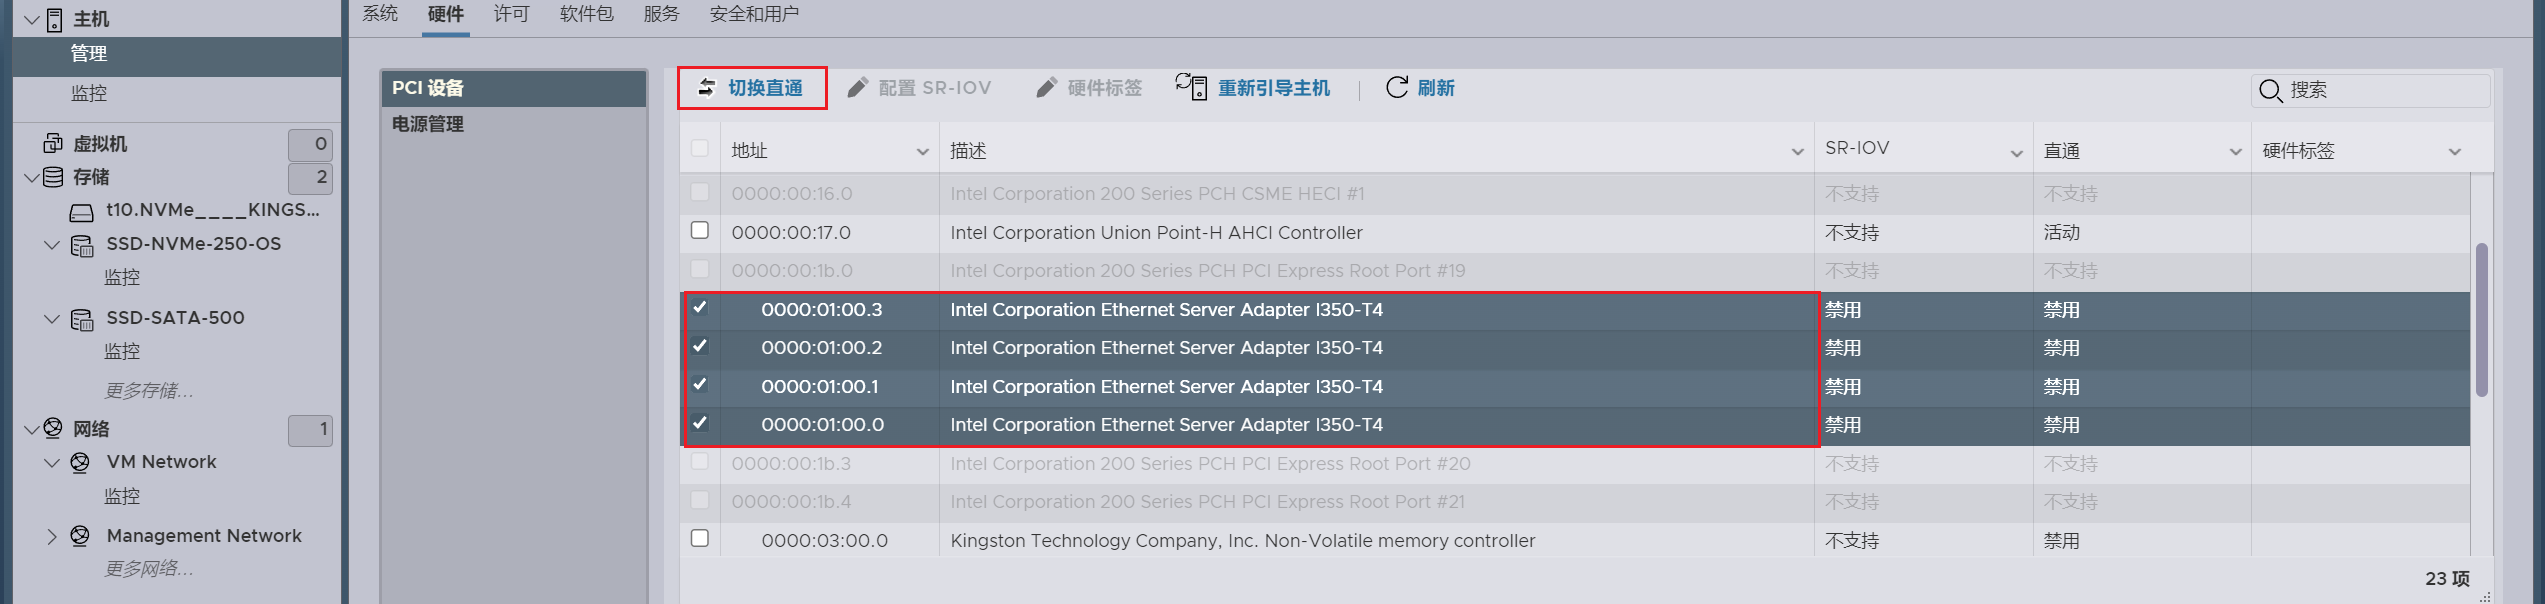 主机
管理
监控
虚拟机 0
存储 2
t10.NVMe____KINGS...
SSD-NVMe-250-OS
监控
SSD-SATA-500
监控
更多存储...
网络 1
VM Network
监控
Management Network
更多网络...
系统 硬件 许可 软件包 服务 安全和用户
PCI 设备
电源管理
切换直通 配置 SR-IOV 硬件标签 重新引导主机 刷新 搜索
地址 描述 SR-IOV 直通 硬件标签
0000:00:16.0 Intel Corporation 200 Series PCH CSME HECI #1 不支持 不支持
0000:00:17.0 Intel Corporation Union Point-H AHCI Controller 不支持 活动
0000:00:1b.0 Intel Corporation 200 Series PCH PCI Express Root Port #19 不支持 不支持
0000:01:00.3 Intel Corporation Ethernet Server Adapter I350-T4 禁用 禁用
0000:01:00.2 Intel Corporation Ethernet Server Adapter I350-T4 禁用 禁用
0000:01:00.1 Intel Corporation Ethernet Server Adapter I350-T4 禁用 禁用
0000:01:00.0 Intel Corporation Ethernet Server Adapter I350-T4 禁用 禁用
0000:00:1b.3 Intel Corporation 200 Series PCH PCI Express Root Port #20 不支持 不支持
0000:00:1b.4 Intel Corporation 200 Series PCH PCI Express Root Port #21 不支持 不支持
0000:03:00.0 Kingston Technology Company, Inc. Non-Volatile memory controller 不支持 禁用
23 项